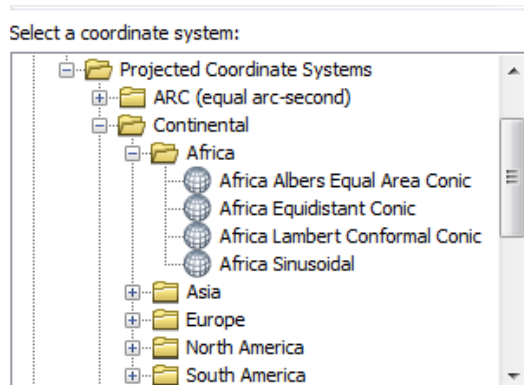 Select a coordinate system:
Projected Coordinate Systems
ARC (equal arc-second)
Continental
Africa
Africa Albers Equal Area Conic
Africa Equidistant Conic
Africa Lambert Conformal Conic
Africa Sinusoidal
Asia
Europe
North America
South America